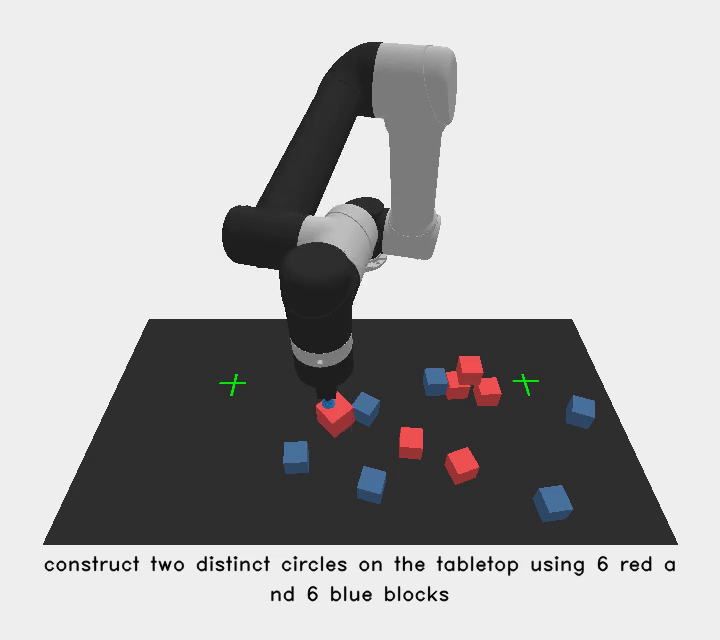 construct two distinct circles on the tabletop using 6 red a
nd 6 blue blocks